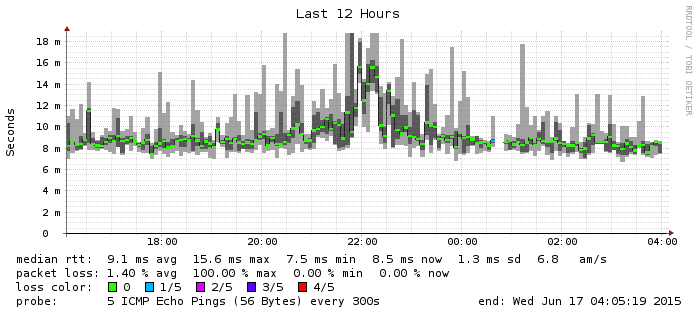 Last 12 Hours
RRDTOOL / TOBI OETIKER
Seconds
18 m
16 m
14 m
12 m
10 m
8 m
6 m
4 m
2 m
0
18:00 20:00 22:00 00:00 02:00 04:00
median rtt: 9.1 ms avg 15.6 ms max 7.5 ms min 8.5 ms now 1.3 ms sd 6.8 am/s
packet loss: 1.40 % avg 100.00 % max 0.00 % min 0.00 % now
loss color: 0 1/5 2/5 3/5 4/5
probe: 5 ICMP Echo Pings (56 Bytes) every 300s end: Wed Jun 17 04:05:19 2015